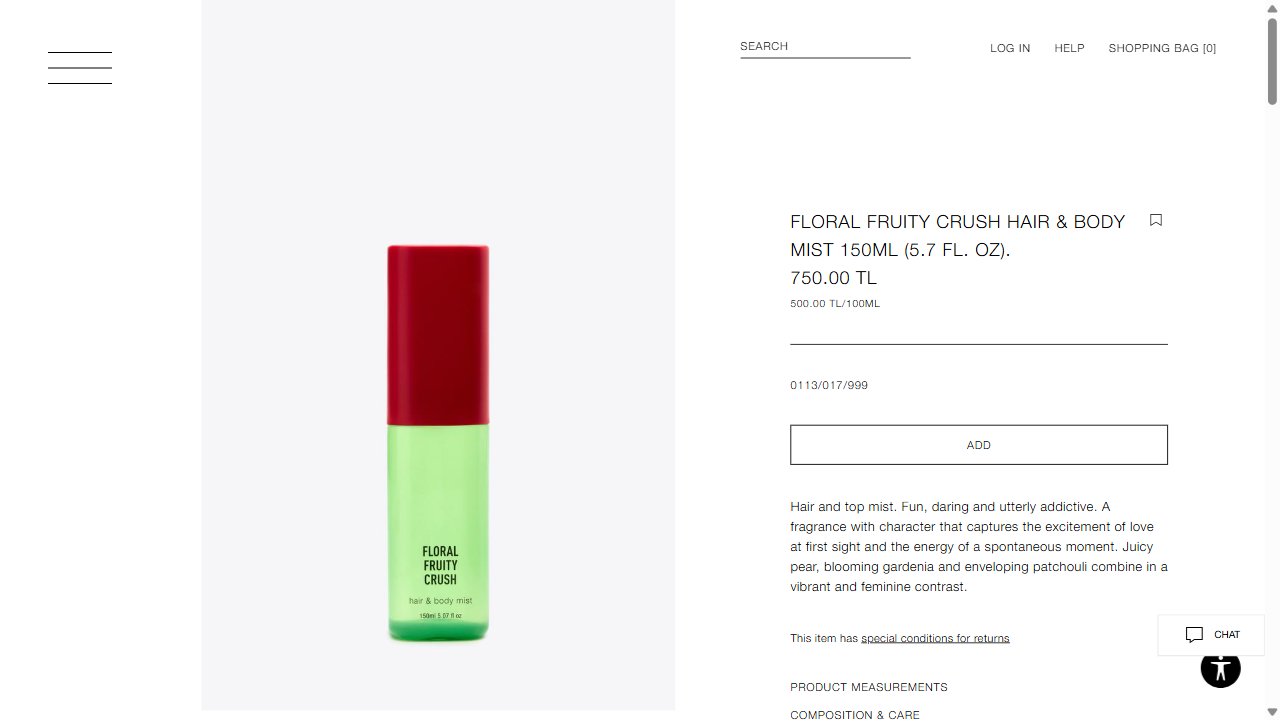 SEARCH
LOG IN
HELP
SHOPPING BAG [0]
FLORAL FRUITY CRUSH HAIR & BODY
MIST 150ML (5.7 FL. OZ).
750.00 TL
500.00 TL/100ML
0113/017/999
ADD
Hair and top mist. Fun, daring and utterly addictive. A
fragrance with character that captures the excitement of love
at first sight and the energy of a spontaneous moment. Juicy
pear, blooming gardenia and enveloping patchouli combine in a
vibrant and feminine contrast.
This item has special conditions for returns
PRODUCT MEASUREMENTS
COMPOSITION & CARE
CHAT
FLORAL
FRUITY
CRUSH
hair & body mist
150ml 5.07 fl oz